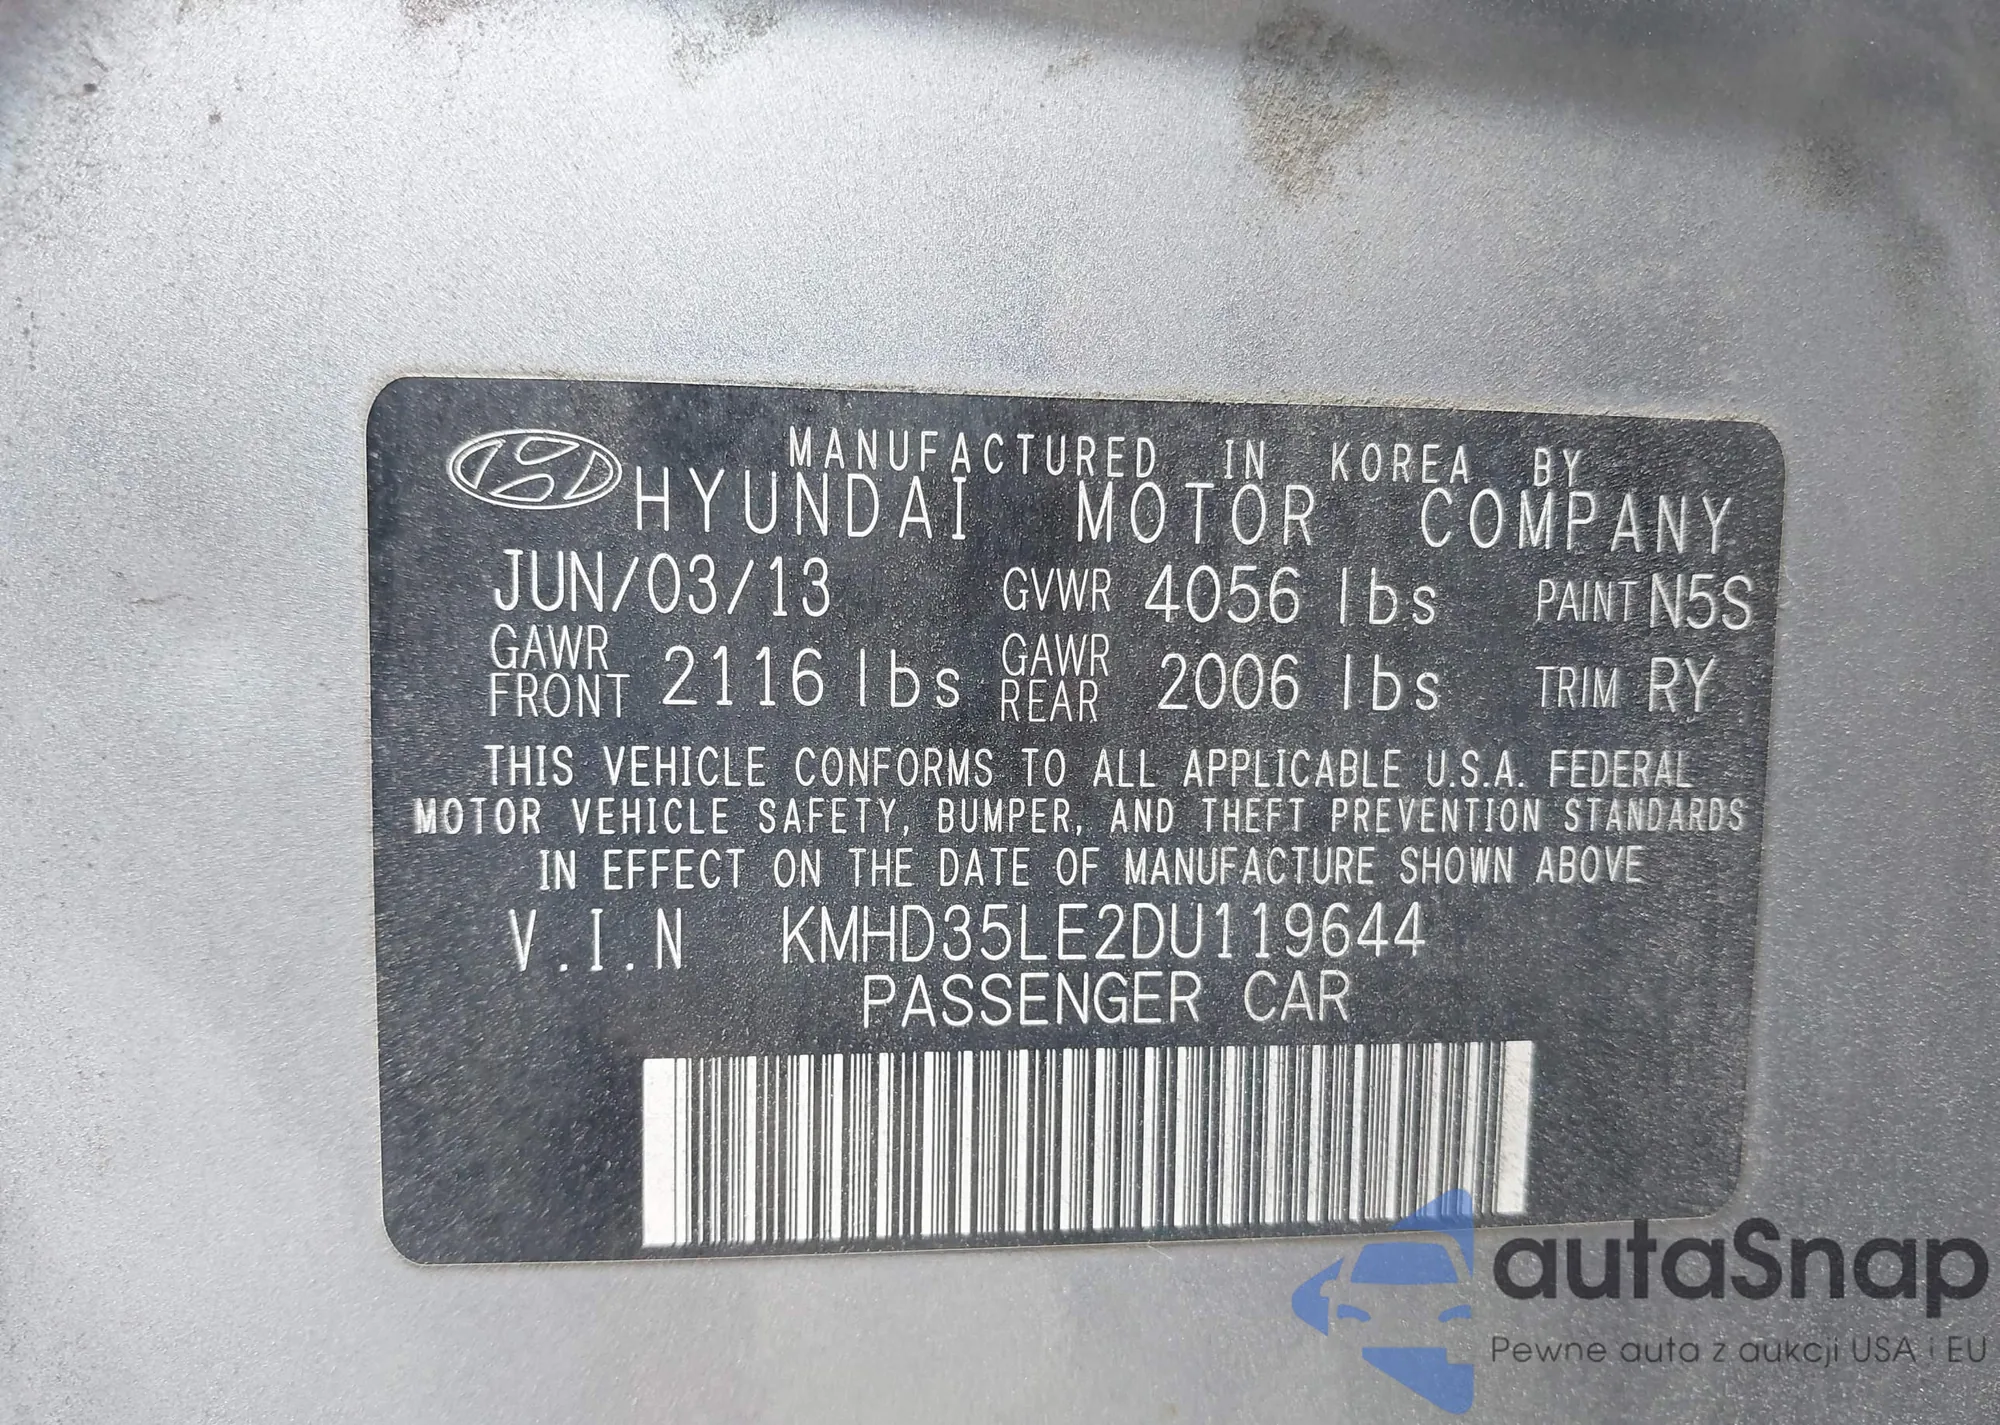 MANUFACTURED IN KOREA BY
HYUNDAI MOTOR COMPANY
JUN/03/13 GVWR 4056 lbs PAINT N5S
GAWR FRONT 2116 lbs GAWR REAR 2006 lbs TRIM RY
THIS VEHICLE CONFORMS TO ALL APPLICABLE U.S.A. FEDERAL
MOTOR VEHICLE SAFETY, BUMPER, AND THEFT PREVENTION STANDARDS
IN EFFECT ON THE DATE OF MANUFACTURE SHOWN ABOVE
V.I.N KMHD35LE2DU119644
PASSENGER CAR
autoSnap
Pewne auta z aukcji USA i EU